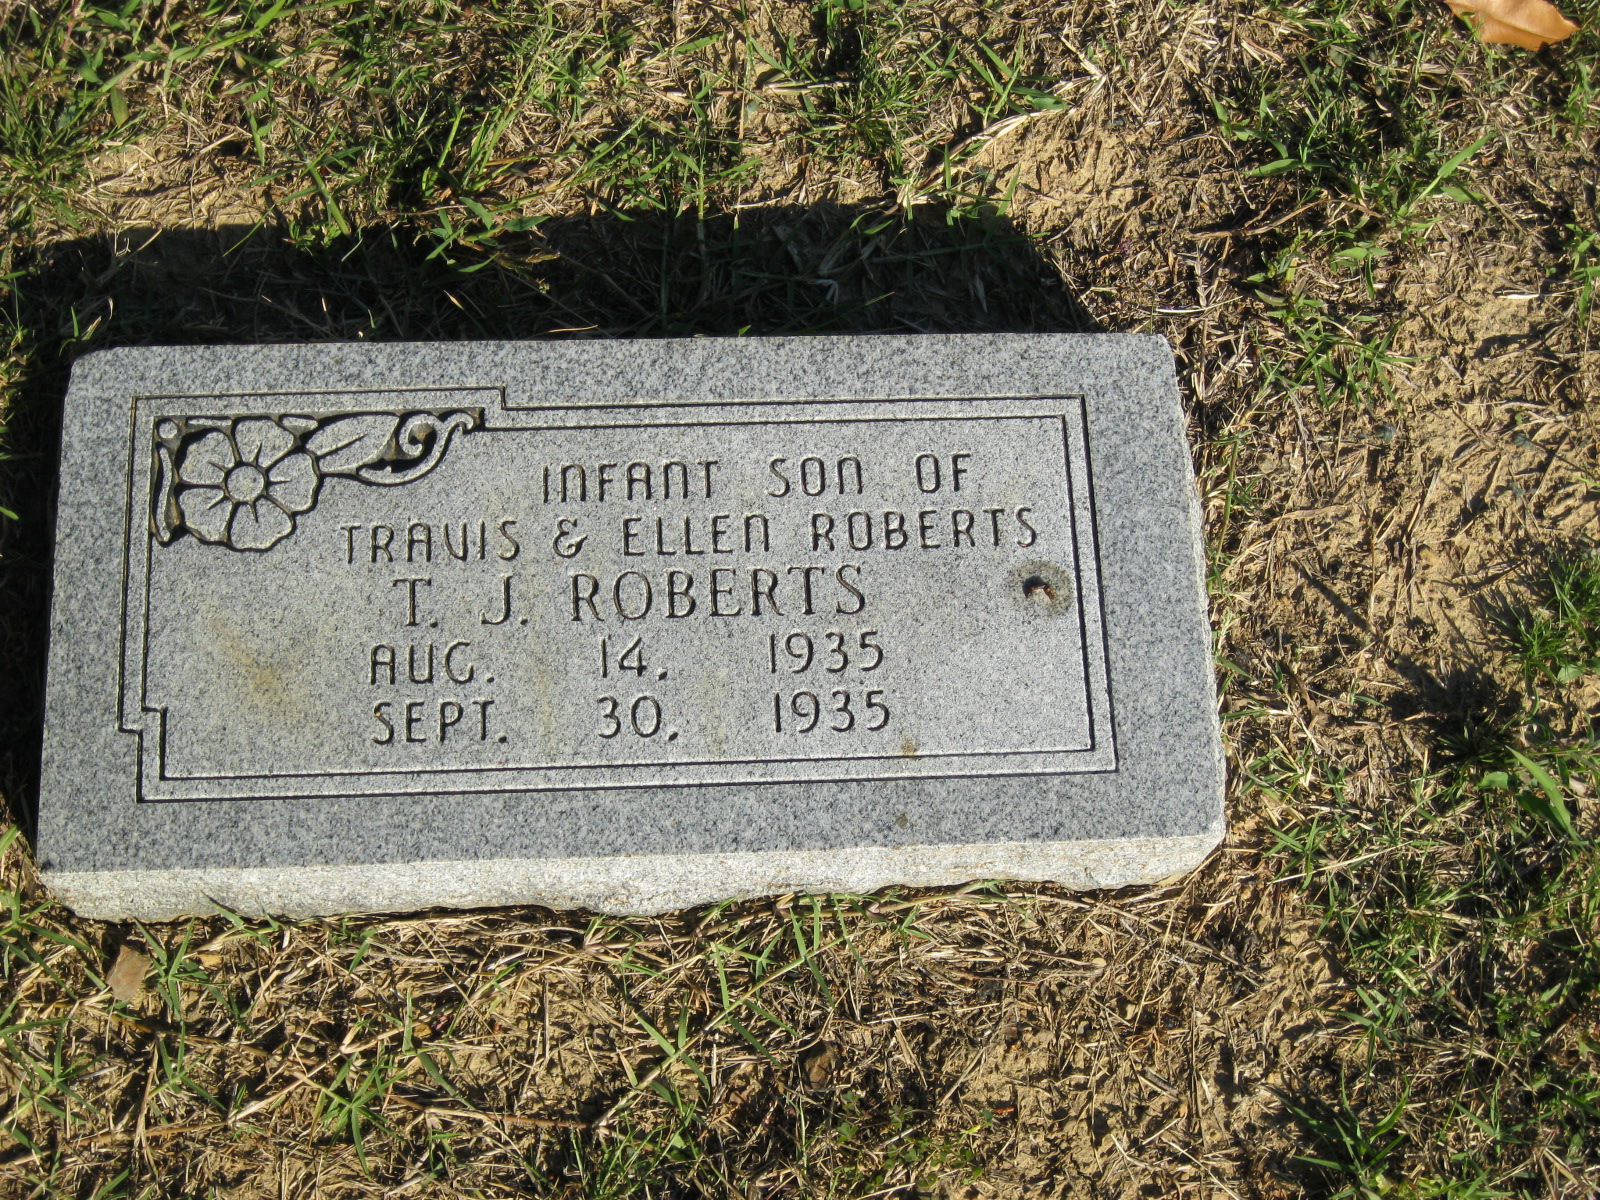 INFANT SON OF
TRAVIS & ELLEN ROBERTS
T. J. ROBERTS
AUG. 14, 1935
SEPT. 30, 1935